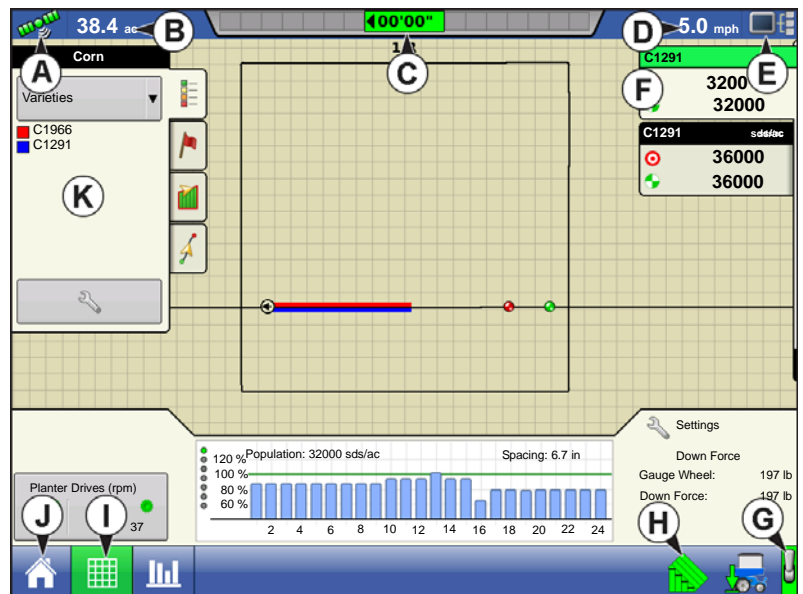 38.4 ac
B
00'00"
D
5.0 mph
A
C
E
Corn
C1291
Varieties
F
3200
32000
C1966
C1291
C1291
36000
36000
K
Settings
Population: 32000 sds/ac
Spacing: 6.7 in
120 %
100 %
80 %
60 %
Down Force
Gauge Wheel: 197 lb
Down Force: 197 lb
Planter Drives (rpm)
37
2 4 6 8 10 12 14 16 18 20 22 24
J
I
H
G